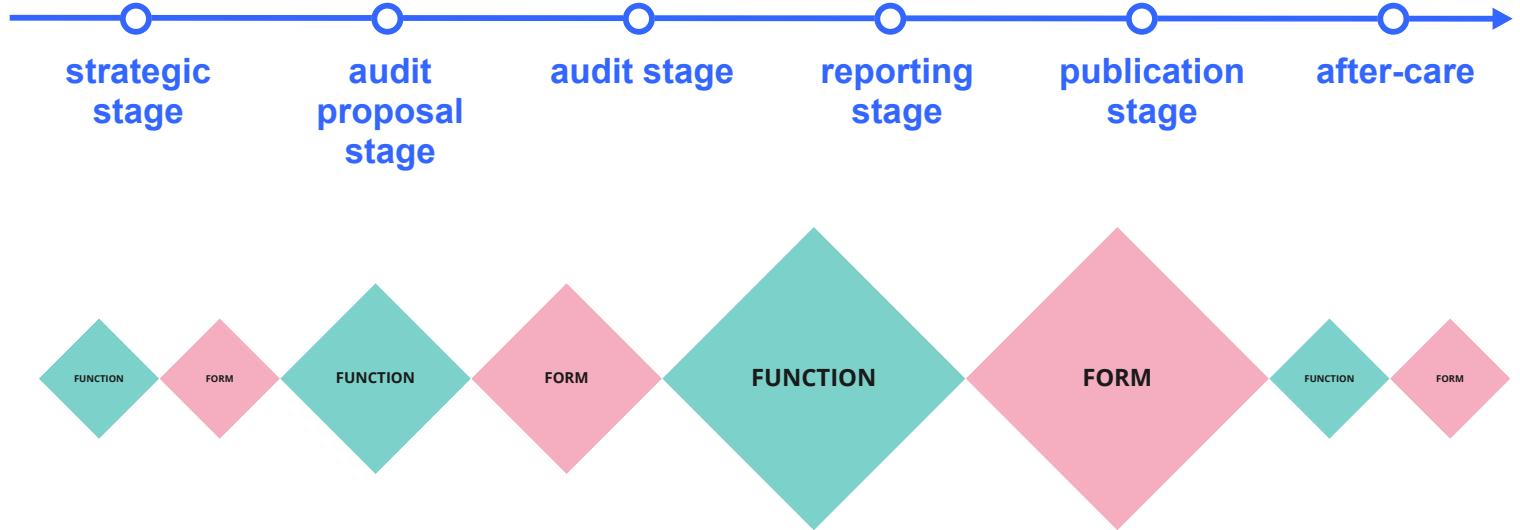 strategic
stage
audit
proposal
stage
audit stage
reporting
stage
publication
stage
after-care
FUNCTION
FORM
FUNCTION
FORM
FUNCTION
FORM
FUNCTION
FORM